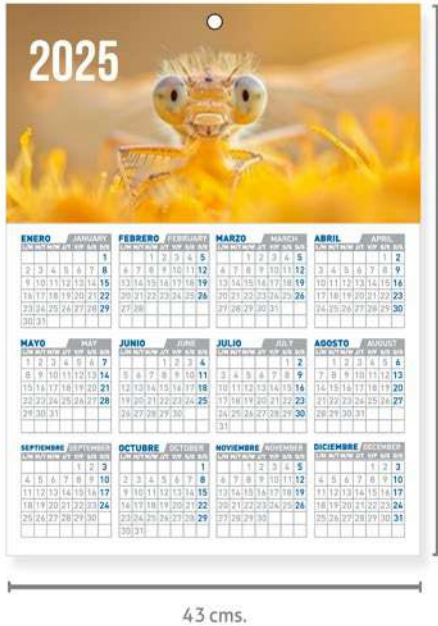 2025
ENERO JANUARY
L/M M/T M/W J/T V/F S/S D/S
1
2 3 4 5 6 7 8
9 10 11 12 13 14 15
16 17 18 19 20 21 22
23 24 25 26 27 28 29
30 31
FEBRERO FEBRUARY
L/M M/T M/W J/T V/F S/S D/S
1 2 3 4 5
6 7 8 9 10 11 12
13 14 15 16 17 18 19
20 21 22 23 24 25 26
27 28
MARZO MARCH
L/M M/T M/W J/T V/F S/S D/S
1 2 3 4 5
6 7 8 9 10 11 12
13 14 15 16 17 18 19
20 21 22 23 24 25 26
27 28 29 30 31
ABRIL APRIL
L/M M/T M/W J/T V/F S/S D/S
1 2
3 4 5 6 7 8 9
10 11 12 13 14 15 16
17 18 19 20 21 22 23
24 25 26 27 28 29 30
MAYO MAY
L/M M/T M/W J/T V/F S/S D/S
1 2 3 4 5 6 7
8 9 10 11 12 13 14
15 16 17 18 19 20 21
22 23 24 25 26 27 28
29 30 31
JUNIO JUNE
L/M M/T M/W J/T V/F S/S D/S
1 2 3 4
5 6 7 8 9 10 11
12 13 14 15 16 17 18
19 20 21 22 23 24 25
26 27 28 29 30
JULIO JULY
L/M M/T M/W J/T V/F S/S D/S
1 2
3 4 5 6 7 8 9
10 11 12 13 14 15 16
17 18 19 20 21 22 23
24 25 26 27 28 29 30
31
AGOSTO AUGUST
L/M M/T M/W J/T V/F S/S D/S
1 2 3 4 5 6
7 8 9 10 11 12 13
14 15 16 17 18 19 20
21 22 23 24 25 26 27
28 29 30 31
SEPTIEMBRE SEPTEMBER
L/M M/T M/W J/T V/F S/S D/S
1 2 3
4 5 6 7 8 9 10
11 12 13 14 15 16 17
18 19 20 21 22 23 24
25 26 27 28 29 30
OCTUBRE OCTOBER
L/M M/T M/W J/T V/F S/S D/S
1
2 3 4 5 6 7 8
9 10 11 12 13 14 15
16 17 18 19 20 21 22
23 24 25 26 27 28 29
30 31
NOVIEMBRE NOVEMBER
L/M M/T M/W J/T V/F S/S D/S
1 2 3 4 5
6 7 8 9 10 11 12
13 14 15 16 17 18 19
20 21 22 23 24 25 26
27 28 29 30
DICIEMBRE DECEMBER
L/M M/T M/W J/T V/F S/S D/S
1 2 3
4 5 6 7 8 9 10
11 12 13 14 15 16 17
18 19 20 21 22 23 24
25 26 27 28 29 30 31
43 cms.